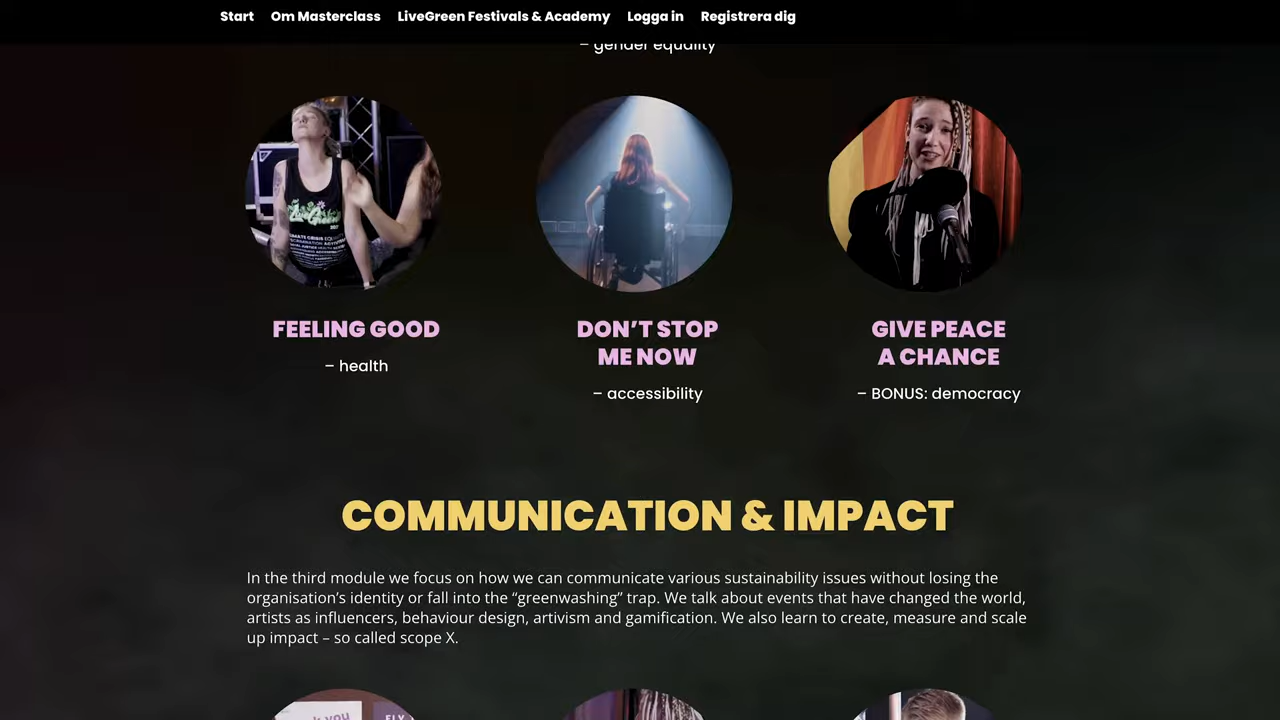 Start Om Masterclass LiveGreen Festivals & Academy Logga in Registrera dig
– gender equality
LiveGreen
FEELING GOOD
– health
DON’T STOP
ME NOW
– accessibility
GIVE PEACE
A CHANCE
– BONUS: democracy
COMMUNICATION & IMPACT
In the third module we focus on how we can communicate various sustainability issues without losing the
organisation’s identity or fall into the “greenwashing” trap. We talk about events that have changed the world,
artists as influencers, behaviour design, artivism and gamification. We also learn to create, measure and scale
up impact – so called scope X.
you